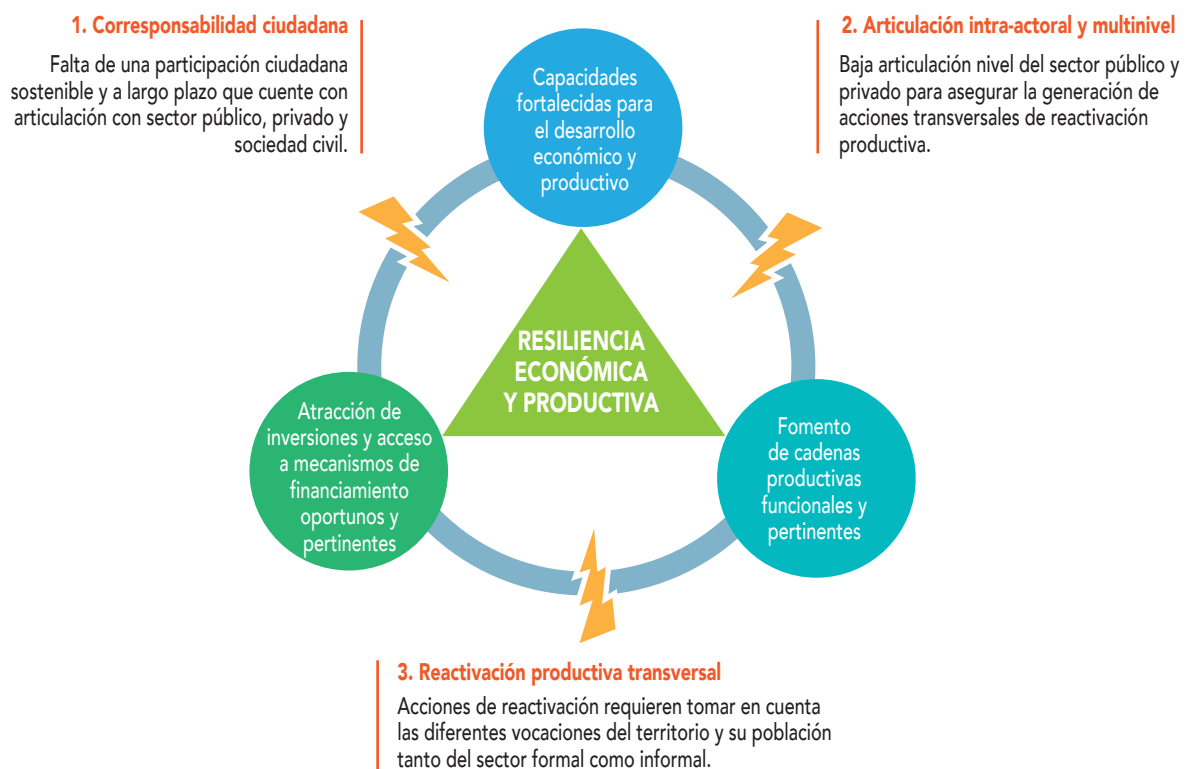 1. Corresponsabilidad ciudadana
Falta de una participación ciudadana
sostenible y a largo plazo que cuente con
articulación con sector público, privado y
sociedad civil.
2. Articulación intra-actoral y multinivel
Baja articulación nivel del sector público y
privado para asegurar la generación de
acciones transversales de reactivación
productiva.
Capacidades
fortalecidas para
el desarrollo
económico y
productivo
RESILIENCIA
ECONÓMICA
Y PRODUCTIVA
Atracción de
inversiones y acceso
a mecanismos de
financiamiento
oportunos y
pertinentes
Fomento
de cadenas
productivas
funcionales y
pertinentes
3. Reactivación productiva transversal
Acciones de reactivación requieren tomar en cuenta
las diferentes vocaciones del territorio y su población
tanto del sector formal como informal.